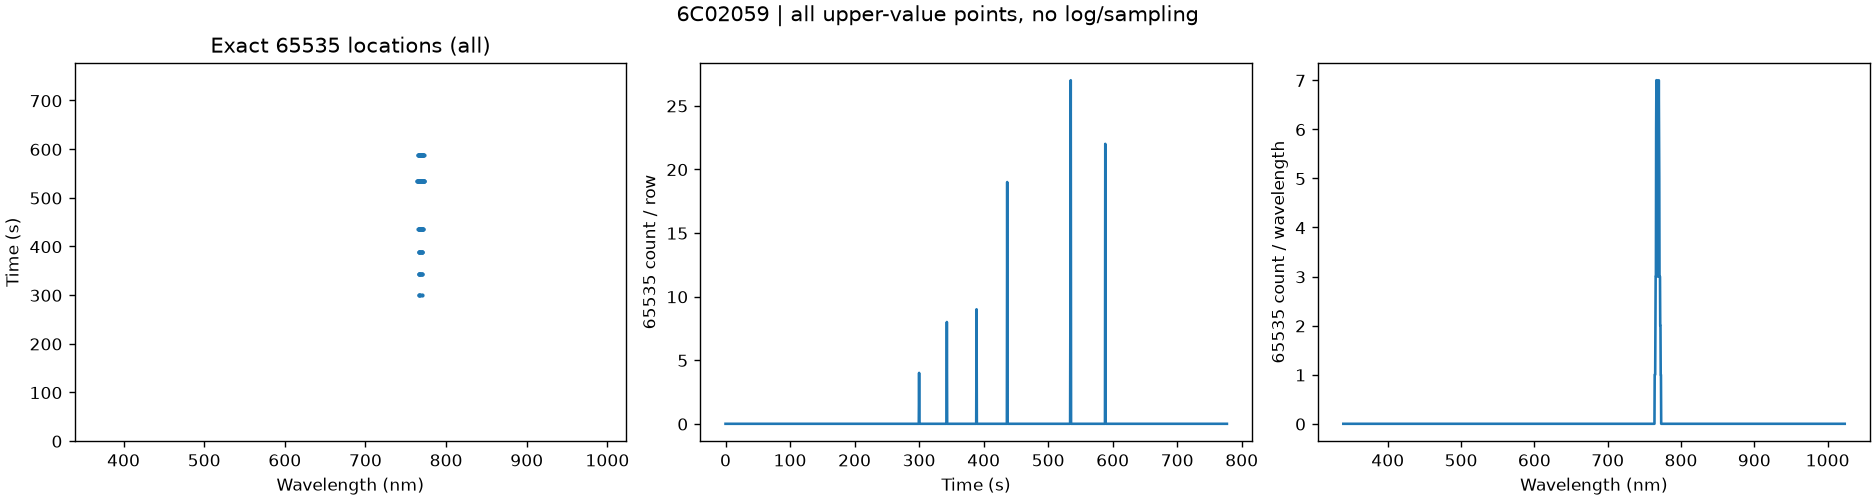 6C02059 | all upper-value points, no log/sampling
Exact 65535 locations (all)
Time (s)
700
600
500
400
300
200
100
0
400 500 600 700 800 900 1000
Wavelength (nm)
65535 count / row
25
20
15
10
5
0
0 100 200 300 400 500 600 700 800
Time (s)
65535 count / wavelength
7
6
5
4
3
2
1
0
400 500 600 700 800 900 1000
Wavelength (nm)